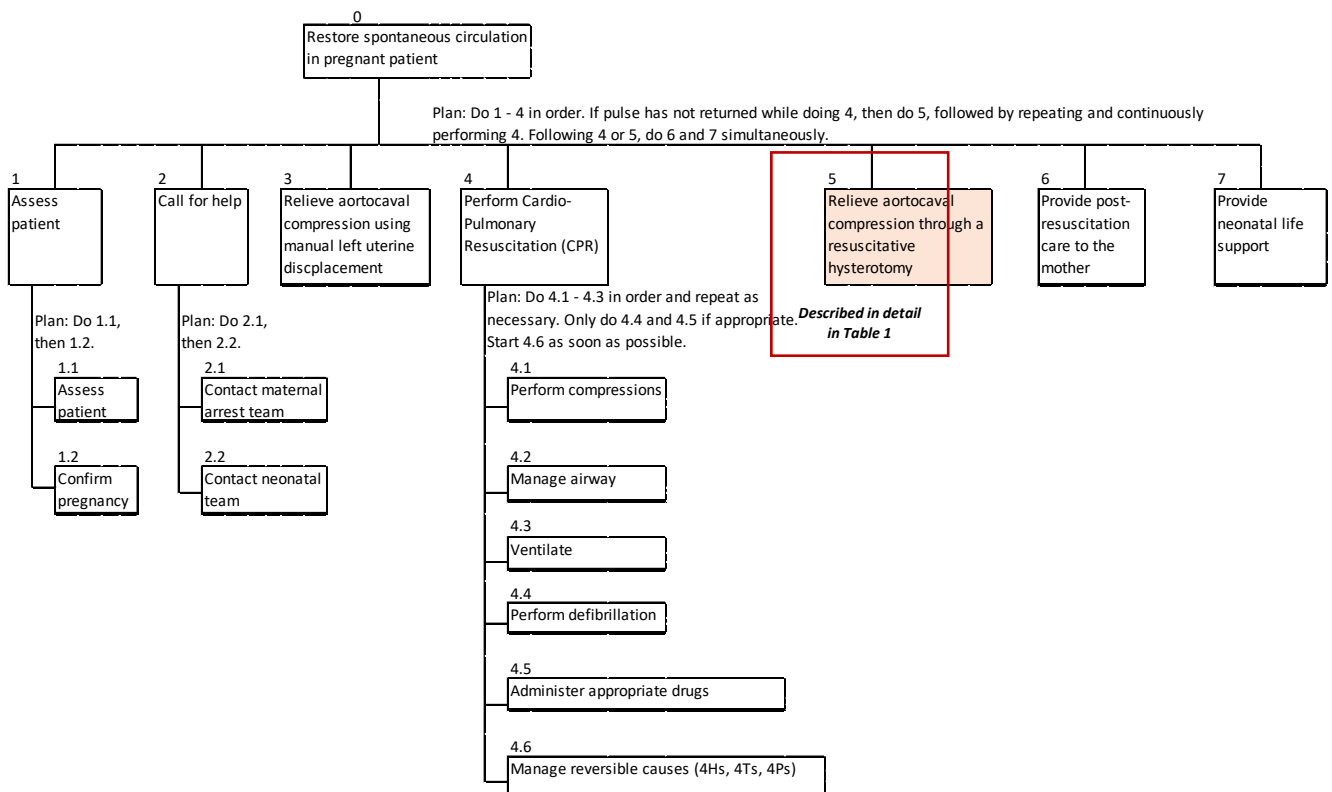 0
Restore spontaneous circulation
in pregnant patient
Plan: Do 1 - 4 in order. If pulse has not returned while doing 4, then do 5, followed by repeating and continuously
performing 4. Following 4 or 5, do 6 and 7 simultaneously.
1
Assess
patient
2
Call for help
3
Relieve aortocaval
compression using
manual left uterine
discplacement
4
Perform Cardio-
Pulmonary
Resuscitation (CPR)
5
Relieve aortocaval
compression through a
resuscitative
hysterotomy
6
Provide post-
resuscitation
care to the
mother
7
Provide
neonatal life
support
Plan: Do 1.1,
then 1.2.
1.1
Assess
patient
1.2
Confirm
pregnancy
Plan: Do 2.1,
then 2.2.
2.1
Contact maternal
arrest team
2.2
Contact neonatal
team
Plan: Do 4.1 - 4.3 in order and repeat as
necessary. Only do 4.4 and 4.5 if appropriate.
Start 4.6 as soon as possible.
4.1
Perform compressions
4.2
Manage airway
4.3
Ventilate
4.4
Perform defibrillation
4.5
Administer appropriate drugs
4.6
Manage reversible causes (4Hs, 4Ts, 4Ps)
Described in detail
in Table 1